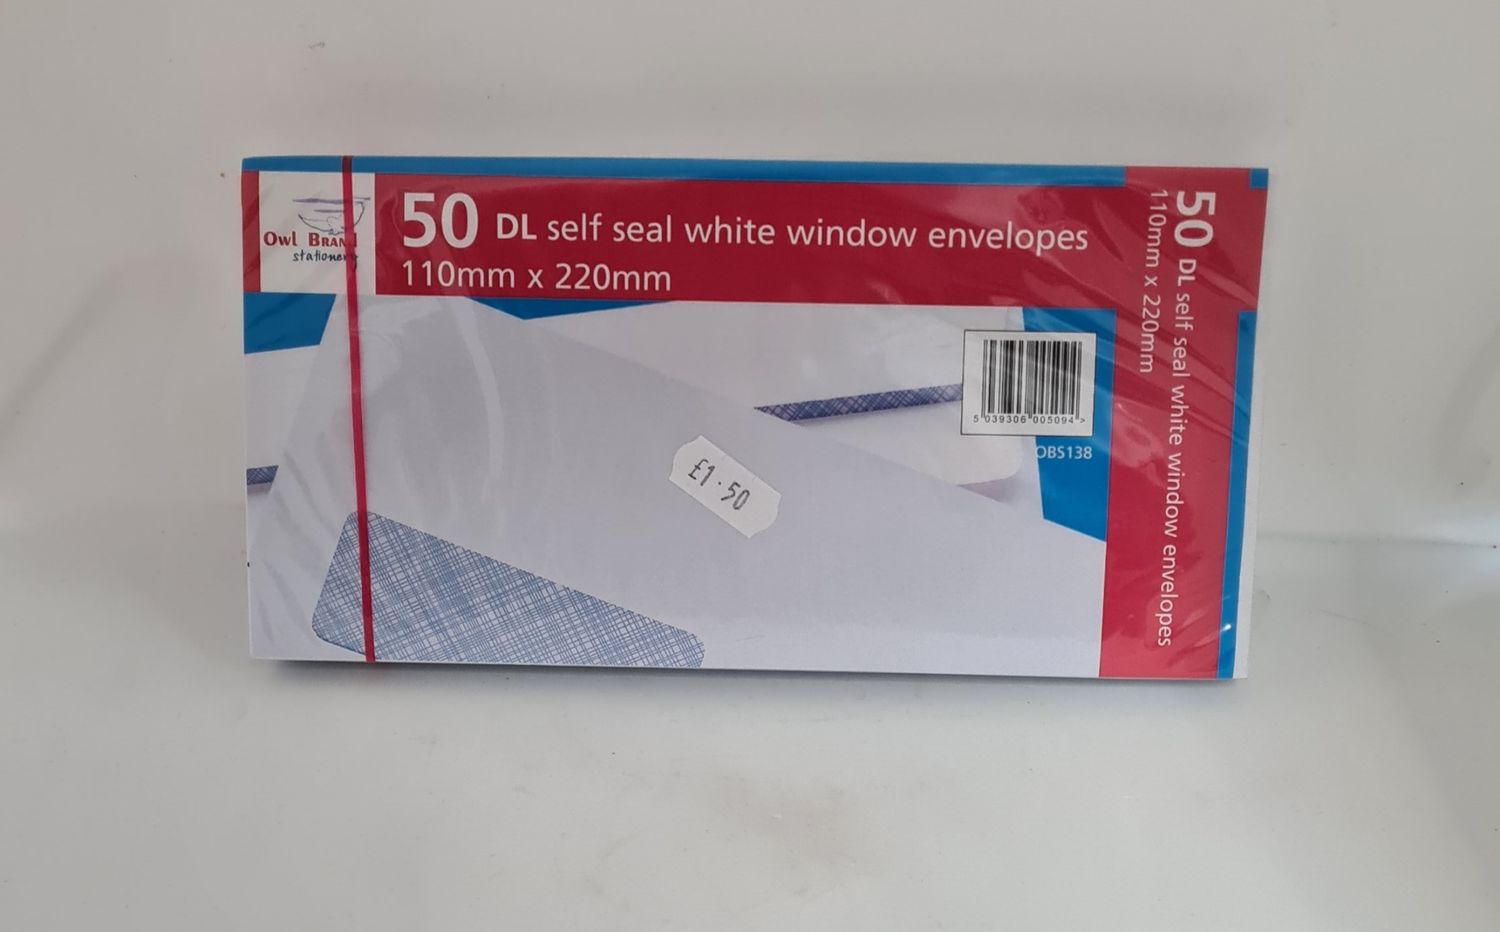 Owl Brand
stationery
50 DL self seal white window envelopes
110mm x 220mm
5 039306 005094 >
OBS138
£1.50
50 DL self seal white window envelopes
110mm x 220mm